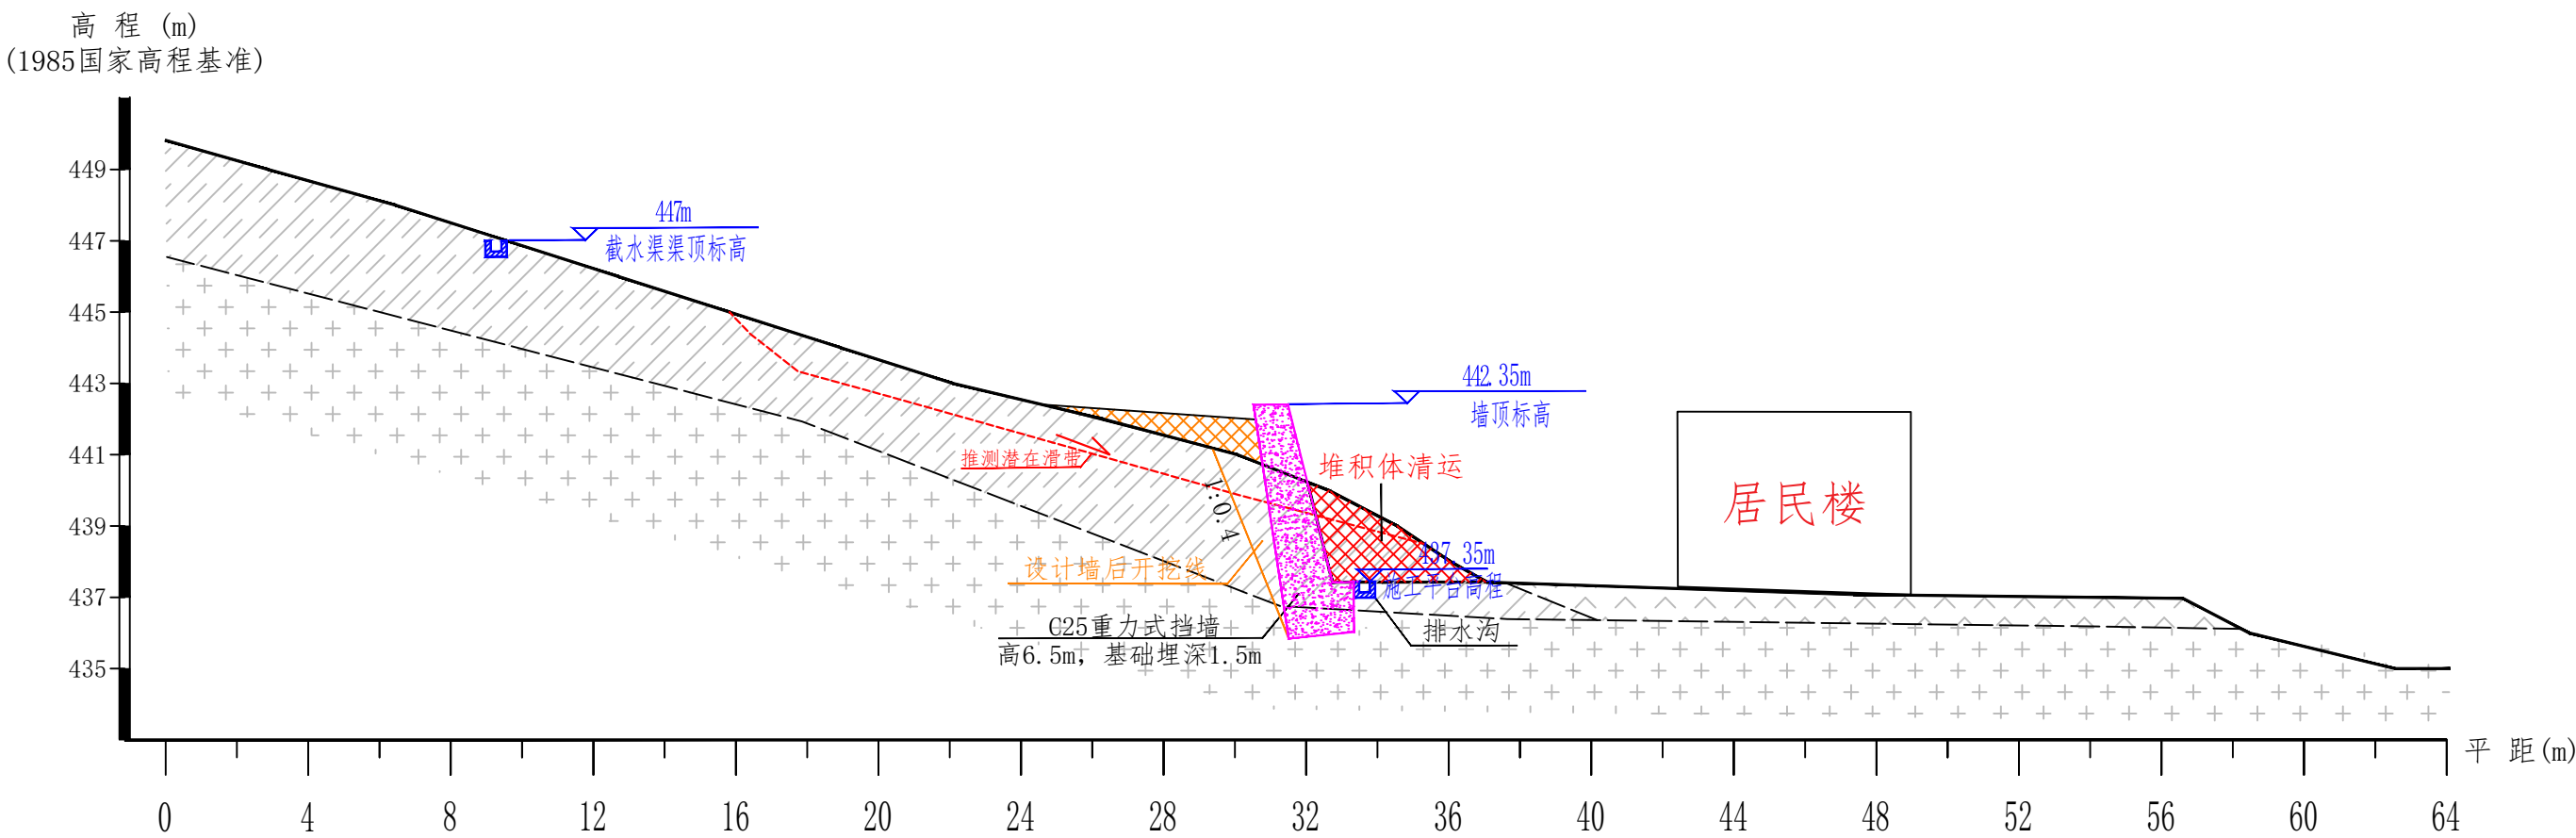 高 程 (m)
(1985国家高程基准)
449
447
445
443
441
439
437
435
447m
截水渠渠顶标高
442.35m
墙顶标高
推测潜在滑带
堆积体清运
居民楼
1:0.4
设计墙后开挖线
437.35m
施工平台高程
C25重力式挡墙
高6.5m, 基础埋深1.5m
排水沟
平 距(m)
0 4 8 12 16 20 24 28 32 36 40 44 48 52 56 60 64